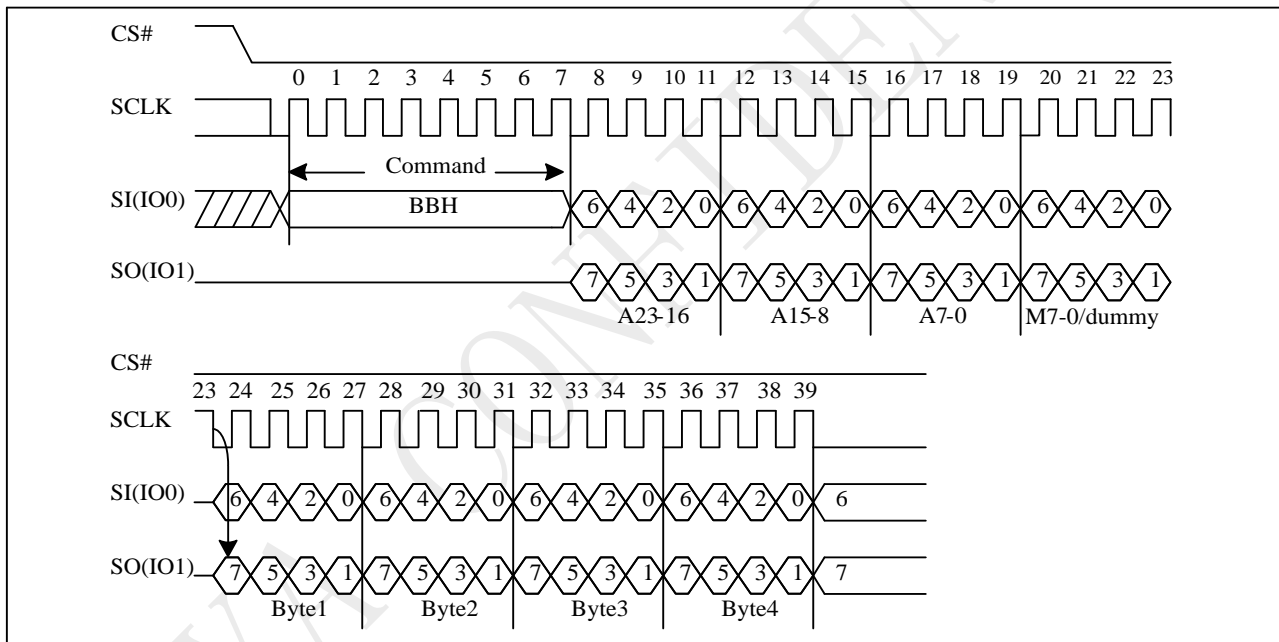 CS#
0 1 2 3 4 5 6 7 8 9 10 11 12 13 14 15 16 17 18 19 20 21 22 23
SCLK
Command
SI(IO0) BBH 6 4 2 0 6 4 2 0 6 4 2 0 6 4 2 0
SO(IO1) 7 5 3 1 7 5 3 1 7 5 3 1 7 5 3 1
A23-16 A15-8 A7-0 M7-0/dummy
CS#
23 24 25 26 27 28 29 30 31 32 33 34 35 36 37 38 39
SCLK
SI(IO0) 6 4 2 0 6 4 2 0 6 4 2 0 6 4 2 0 6
SO(IO1) 7 5 3 1 7 5 3 1 7 5 3 1 7 5 3 1 7
Byte1 Byte2 Byte3 Byte4